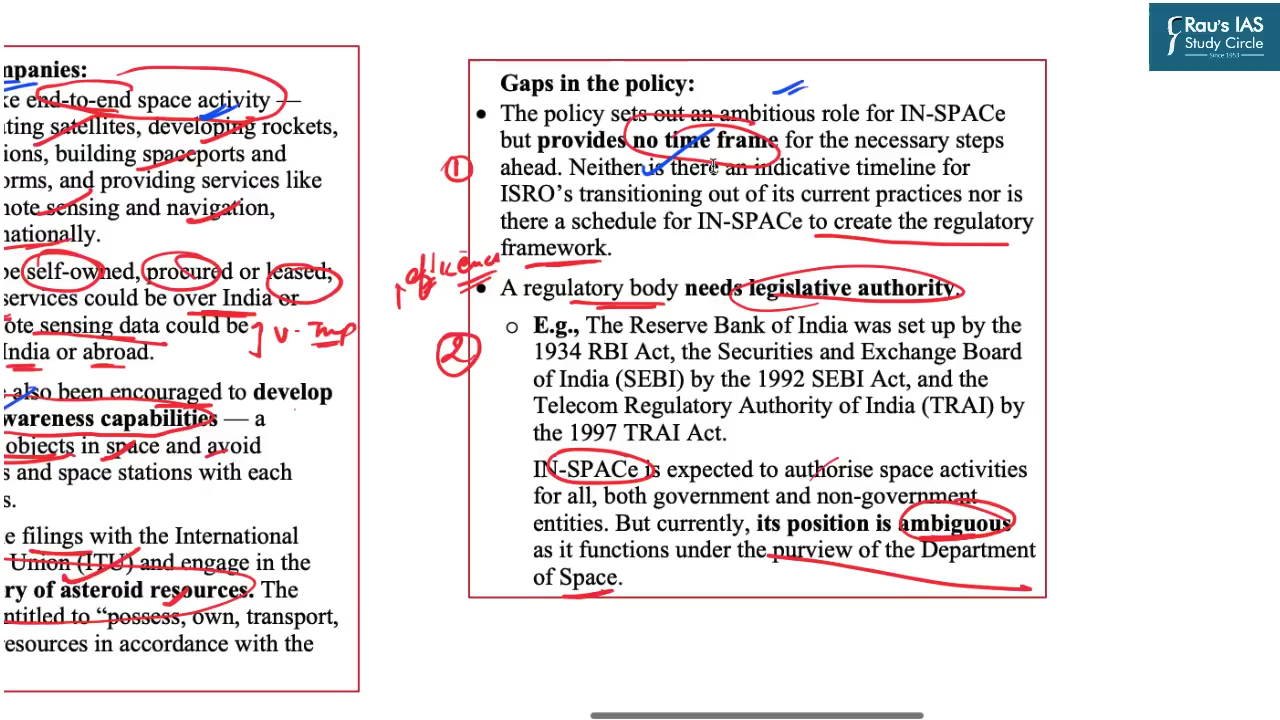 Rau's IAS
Study Circle
Since 1953
mpanies:
ke end-to-end space activity —
ting satellites, developing rockets,
ions, building spaceports and
orms, and providing services like
note sensing and navigation,
nationally.
be self-owned, procured or leased;
services could be over India or
ote sensing data could be
India or abroad.
V. Imp
e also been encouraged to develop
wareness capabilities — a
objects in space and avoid
s and space stations with each
s.
e filings with the International
Union (ITU) and engage in the
ry of asteroid resources. The
ntitled to “possess, own, transport,
resources in accordance with the
Gaps in the policy:
• The policy sets out an ambitious role for IN-SPACe
but provides no time frame for the necessary steps
1
ahead. Neither is there an indicative timeline for
ISRO’s transitioning out of its current practices nor is
there a schedule for IN-SPACe to create the regulatory
framework.
• A regulatory body needs legislative authority.
2
o E.g., The Reserve Bank of India was set up by the
1934 RBI Act, the Securities and Exchange Board
of India (SEBI) by the 1992 SEBI Act, and the
Telecom Regulatory Authority of India (TRAI) by
the 1997 TRAI Act.
IN-SPACe is expected to authorise space activities
for all, both government and non-government
entities. But currently, its position is ambiguous
as it functions under the purview of the Department
of Space.